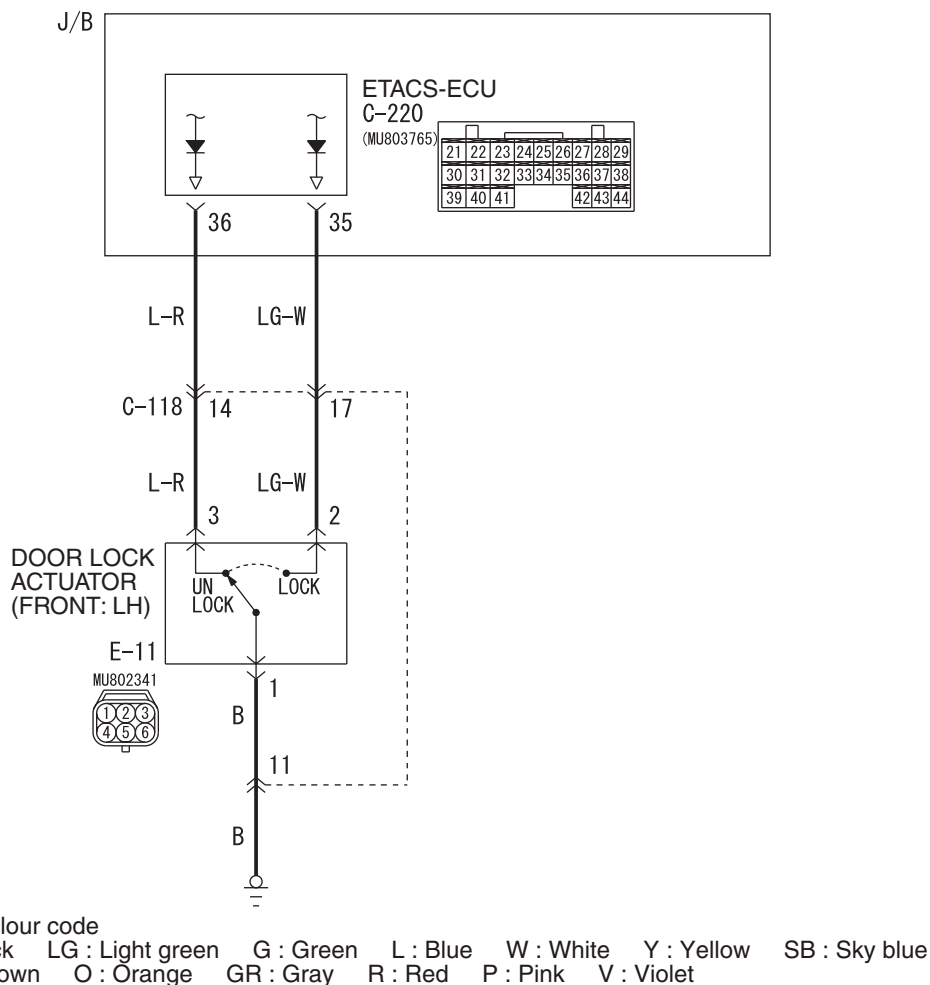 J/B
ETACS-ECU
C-220
(MU803765)
21 22 23 24 25 26 27 28 29
30 31 32 33 34 35 36 37 38
39 40 41 42 43 44
36 35
L-R LG-W
C-118 14 17
L-R LG-W
3 2
DOOR LOCK
ACTUATOR
(FRONT: LH)
UN
LOCK
LOCK
E-11
MU802341
1 2 3
4 5 6
1
B
11
B
lour code
ck LG : Light green G : Green L : Blue W : White Y : Yellow SB : Sky blue
own O : Orange GR : Gray R : Red P : Pink V : Violet